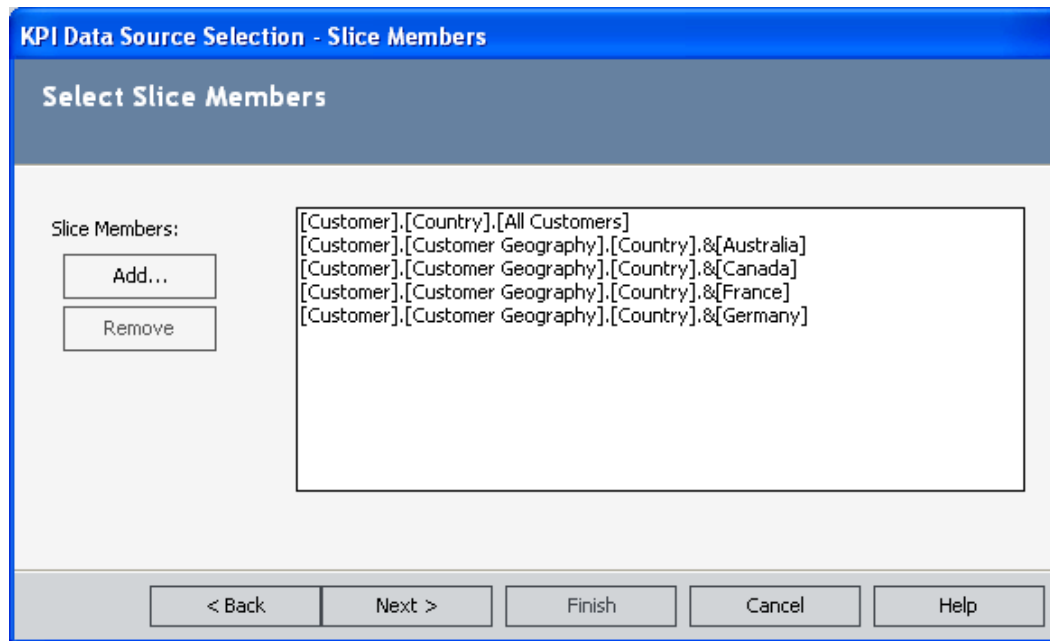 KPI Data Source Selection - Slice Members
Select Slice Members
Slice Members:
Add...
Remove
[Customer].[Country].[All Customers]
[Customer].[Customer Geography].[Country].&[Australia]
[Customer].[Customer Geography].[Country].&[Canada]
[Customer].[Customer Geography].[Country].&[France]
[Customer].[Customer Geography].[Country].&[Germany]
< Back
Next >
Finish
Cancel
Help